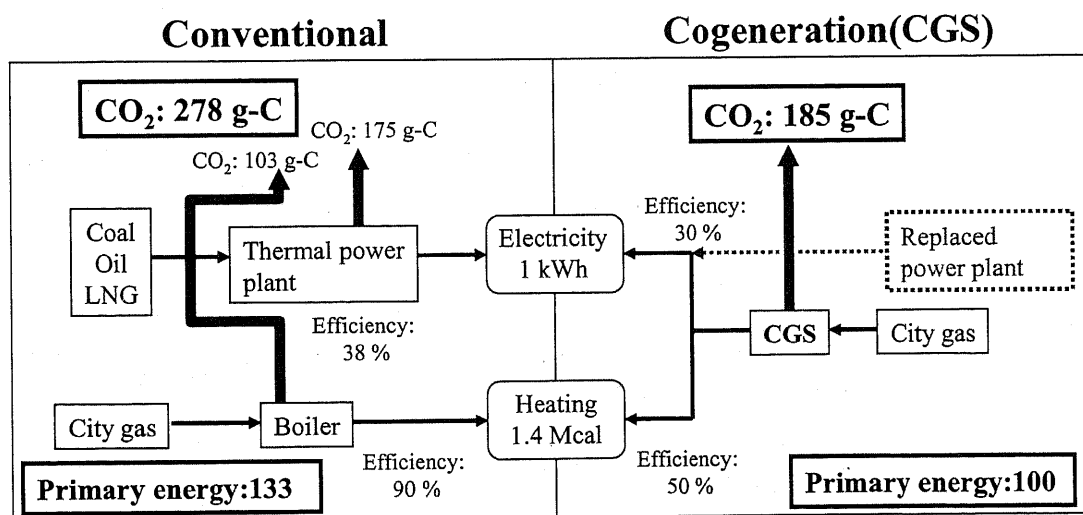 Conventional
Cogeneration(CGS)
CO₂: 278 g-C
CO₂: 175 g-C
CO₂: 103 g-C
Coal
Oil
LNG
Thermal power
plant
Efficiency:
38 %
City gas
Boiler
Efficiency:
90 %
Primary energy:133
Electricity
1 kWh
Heating
1.4 Mcal
CO₂: 185 g-C
Efficiency:
30 %
Replaced
power plant
CGS
City gas
Efficiency:
50 %
Primary energy:100